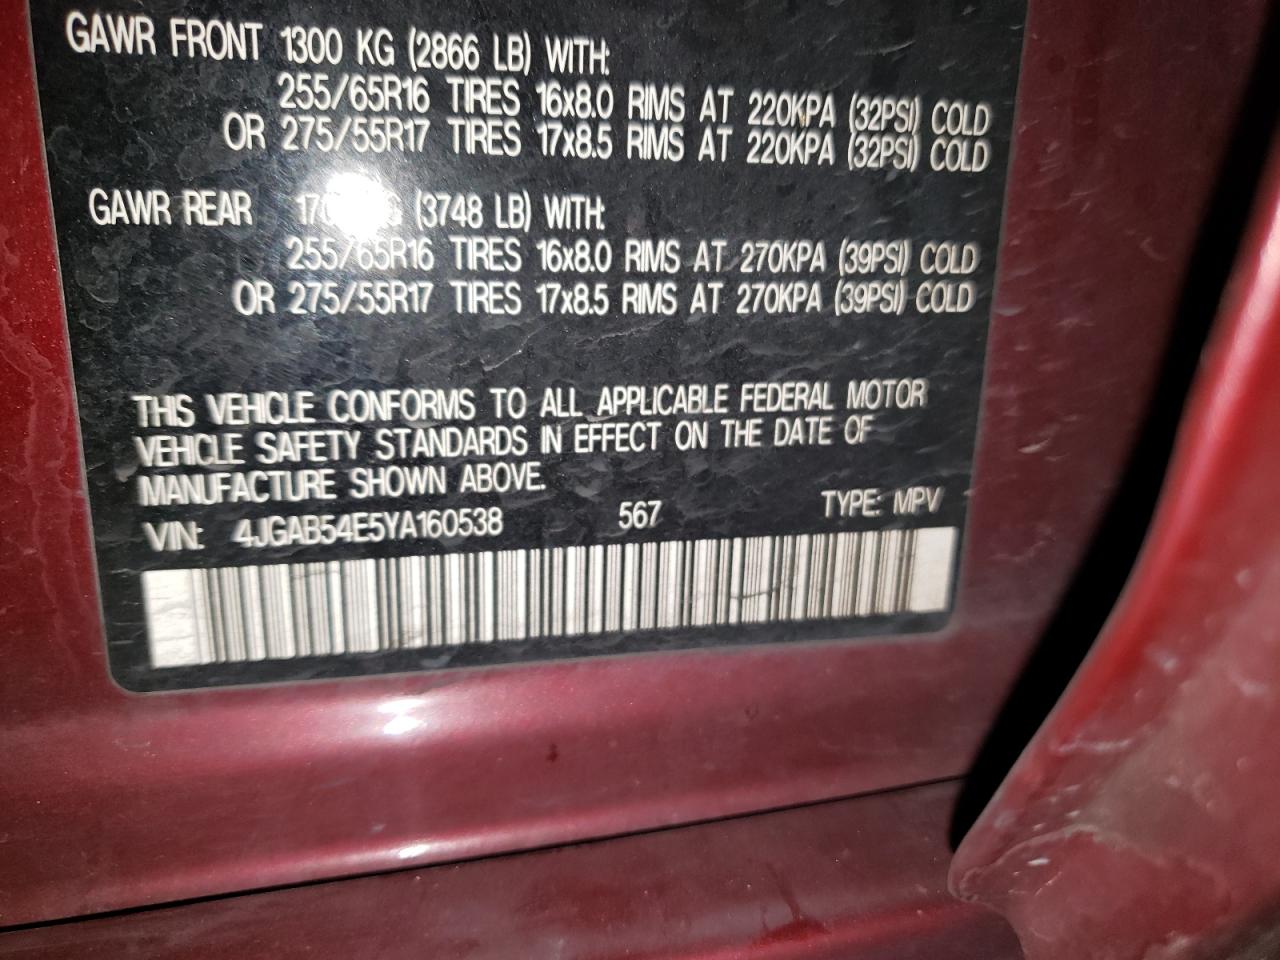 GAWR FRONT 1300 KG (2866 LB) WITH:
255/65R16 TIRES 16x8.0 RIMS AT 220KPA (32PSI) COLD
OR 275/55R17 TIRES 17x8.5 RIMS AT 220KPA (32PSI) COLD
GAWR REAR (3748 LB) WITH:
255/65R16 TIRES 16x8.0 RIMS AT 270KPA (39PSI) COLD
OR 275/55R17 TIRES 17x8.5 RIMS AT 270KPA (39PSI) COLD
THIS VEHICLE CONFORMS TO ALL APPLICABLE FEDERAL MOTOR
VEHICLE SAFETY STANDARDS IN EFFECT ON THE DATE OF
MANUFACTURE SHOWN ABOVE.
VIN: 4JGAB54E5YA160538 567 TYPE: MPV